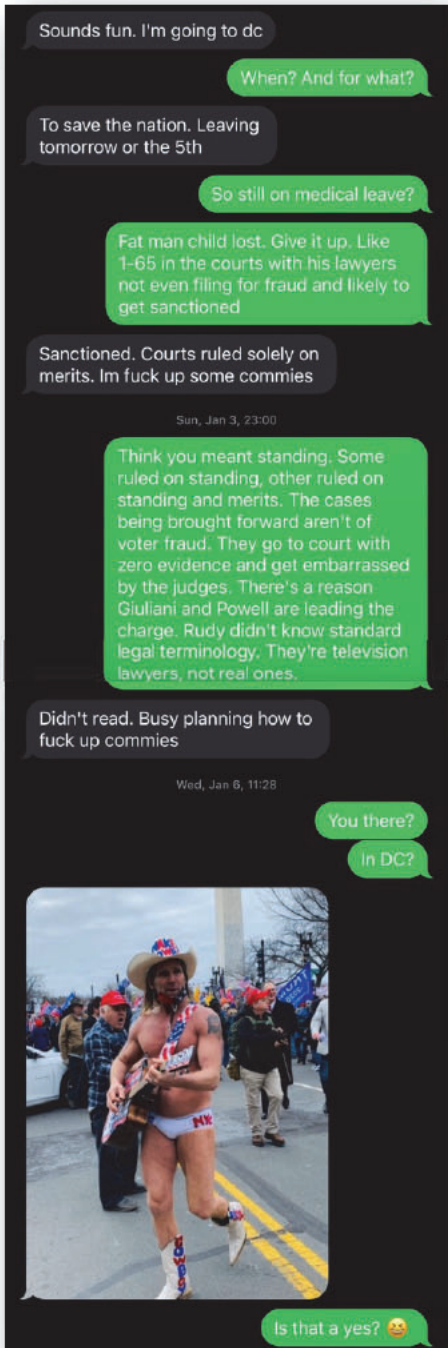 Sounds fun. I'm going to dc
When? And for what?
To save the nation. Leaving
tomorrow or the 5th
So still on medical leave?
Fat man child lost. Give it up. Like
1-65 in the courts with his lawyers
not even filing for fraud and likely to
get sanctioned
Sanctioned. Courts ruled solely on
merits. Im fuck up some commies
Sun, Jan 3, 23:00
Think you meant standing. Some
ruled on standing, other ruled on
standing and merits. The cases
being brought forward aren't of
voter fraud. They go to court with
zero evidence and get embarrassed
by the judges. There's a reason
Giuliani and Powell are leading the
charge. Rudy didn't know standard
legal terminology. They're television
lawyers, not real ones.
Didn't read. Busy planning how to
fuck up commies
Wed, Jan 6, 11:28
You there?
In DC?
NYC
Is that a yes? 😆